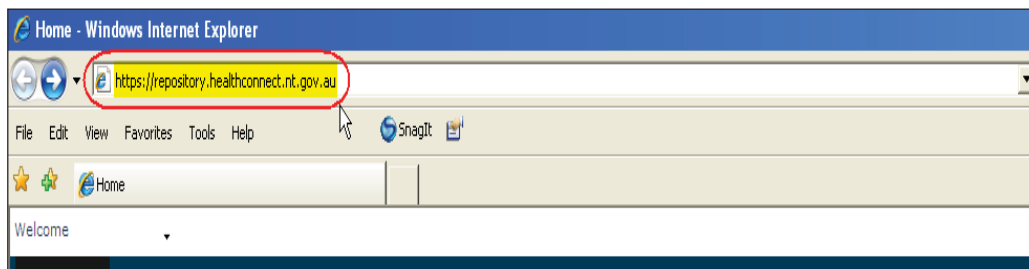 Home - Windows Internet Explorer
https://repository.healthconnect.nt.gov.au
File Edit View Favorites Tools Help SnagIt
Home
Welcome